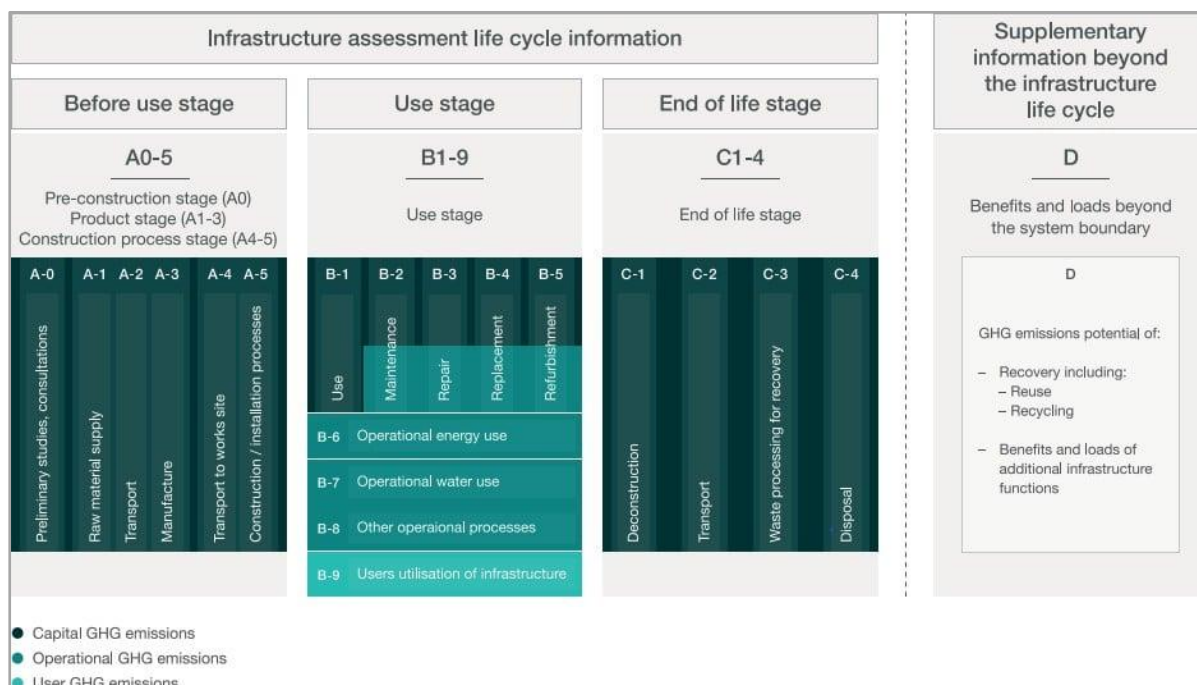 Infrastructure assessment life cycle information
Supplementary
information beyond
the infrastructure
life cycle
Before use stage
Use stage
End of life stage
A0-5
Pre-construction stage (A0)
Product stage (A1-3)
Construction process stage (A4-5)
B1-9
Use stage
C1-4
End of life stage
D
Benefits and loads beyond
the system boundary
A-0
Preliminary studies, consultations
A-1
Raw material supply
A-2
Transport
A-3
Manufacture
A-4
Transport to works site
A-5
Construction / installation processes
B-1
Use
B-2
Maintenance
B-3
Repair
B-4
Replacement
B-5
Refurbishment
B-6 Operational energy use
B-7 Operational water use
B-8 Other operaional processes
B-9 Users utilisation of infrastructure
C-1
Deconstruction
C-2
Transport
C-3
Waste processing for recovery
C-4
Disposal
D
GHG emissions potential of:
– Recovery including:
– Reuse
– Recycling
– Benefits and loads of
additional infrastructure
functions
Capital GHG emissions
Operational GHG emissions
User GHG emissions